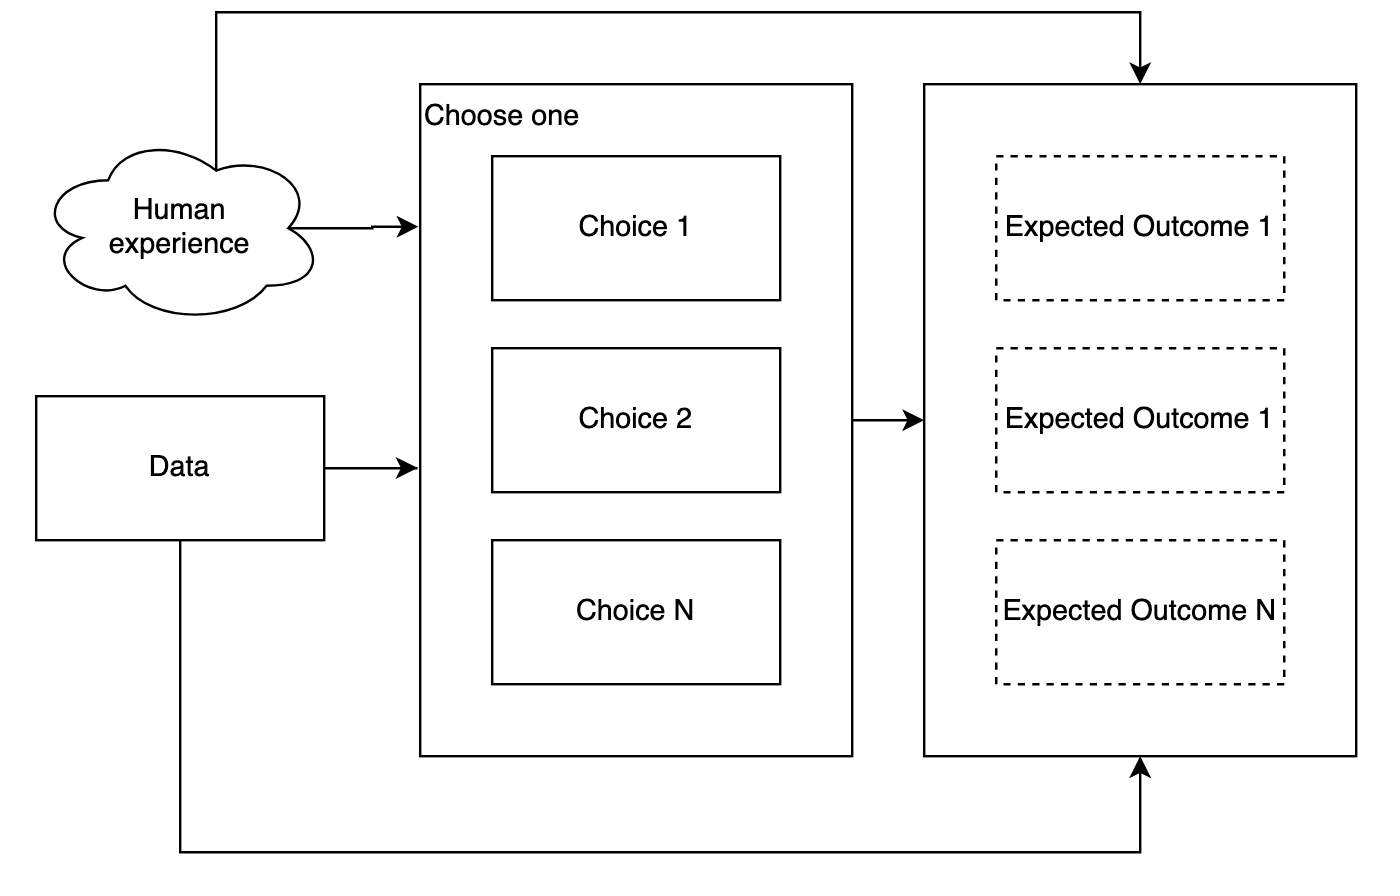 Choose one
Human
experience
Choice 1
Expected Outcome 1
Choice 2
Expected Outcome 1
Data
Choice N
Expected Outcome N